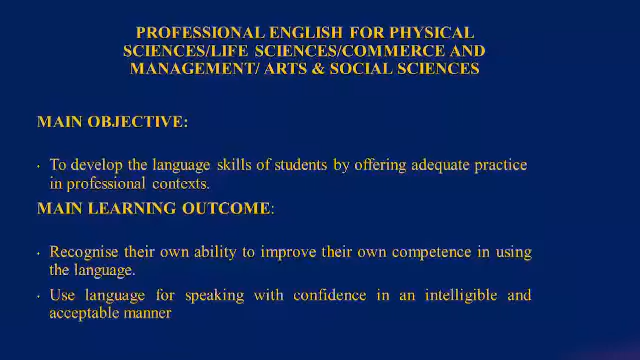 PROFESSIONAL ENGLISH FOR PHYSICAL
SCIENCES/LIFE SCIENCES/COMMERCE AND
MANAGEMENT/ ARTS & SOCIAL SCIENCES
MAIN OBJECTIVE:
· To develop the language skills of students by offering adequate practice
in professional contexts.
MAIN LEARNING OUTCOME:
· Recognise their own ability to improve their own competence in using
the language.
· Use language for speaking with confidence in an intelligible and
acceptable manner